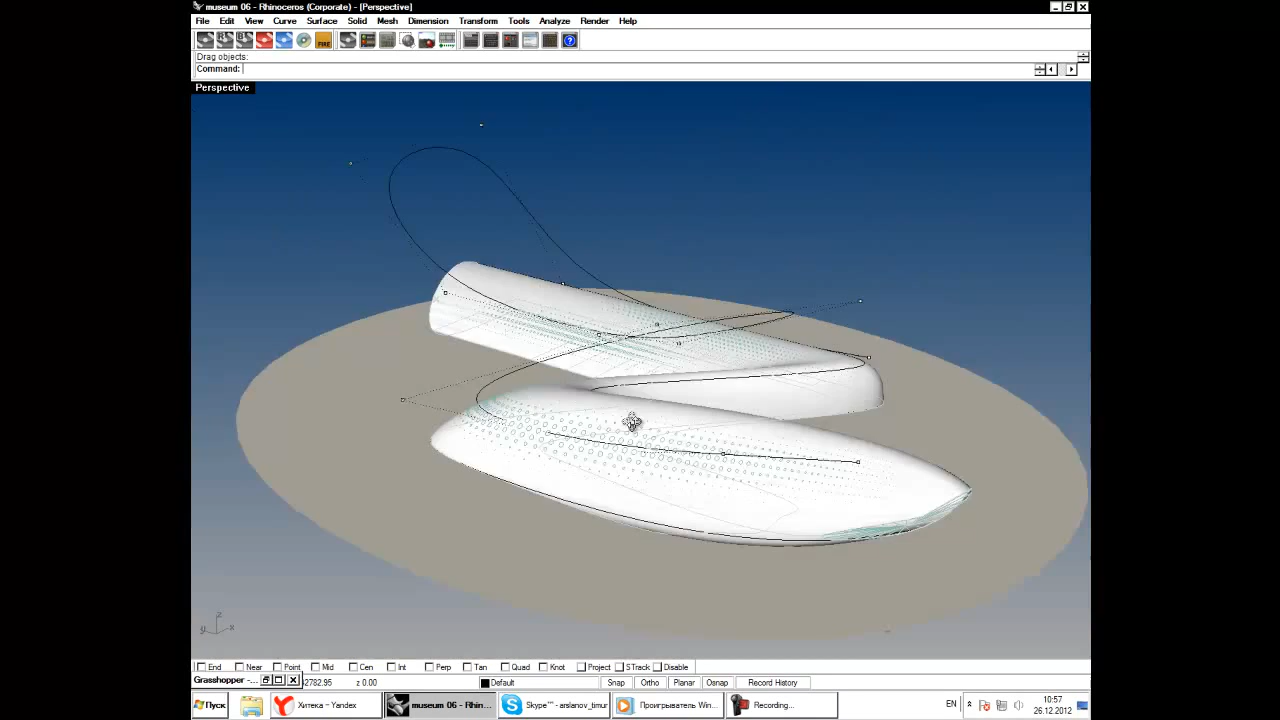 museum 06 - Rhinoceros (Corporate) - [Perspective]
File Edit View Curve Surface Solid Mesh Dimension Transform Tools Analyze Render Help
FIRE
Drag objects:
Command:
Perspective
z
y x
End Near Point Mid Cen Int Perp Tan Quad Knot Project STrack Disable
Grasshopper -... 2782.95 z 0.00 Default Snap Ortho Planar Osnap Record History
Пуск Хитека – Yandex museum 06 - Rhin... Skype™ - arslanov_timur Проигрыватель Win... Recording... EN 10:57
26.12.2012